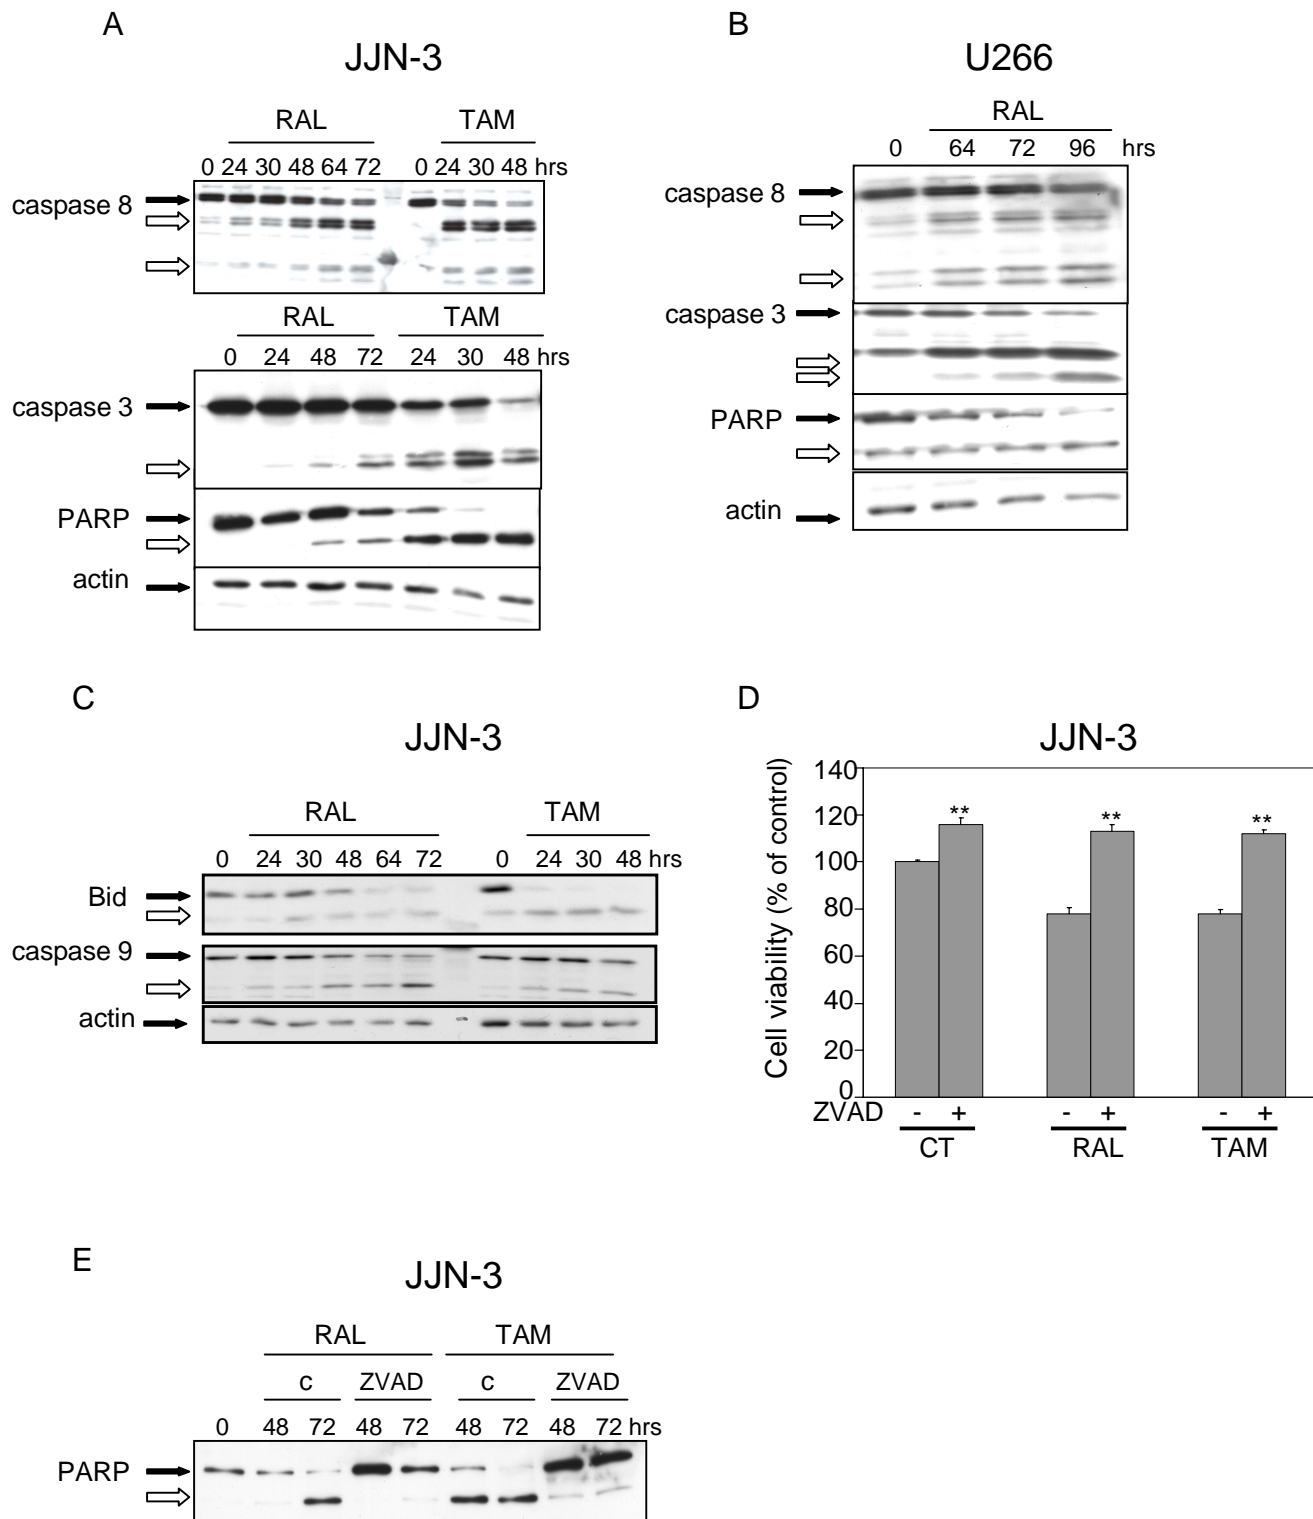 A
JJN-3
RAL TAM
0 24 30 48 64 72 0 24 30 48 hrs
caspase 8
RAL TAM
0 24 48 72 24 30 48 hrs
caspase 3
PARP
actin
B
U266
RAL
0 64 72 96 hrs
caspase 8
caspase 3
PARP
actin
C
JJN-3
RAL TAM
0 24 30 48 64 72 0 24 30 48 hrs
Bid
caspase 9
actin
D
JJN-3
Cell viability (% of control)
140
120
100
80
60
40
20
0
** ** **
ZVAD - + - + - +
CT RAL TAM
E
JJN-3
RAL TAM
c ZVAD c ZVAD
0 48 72 48 72 48 72 48 72 hrs
PARP